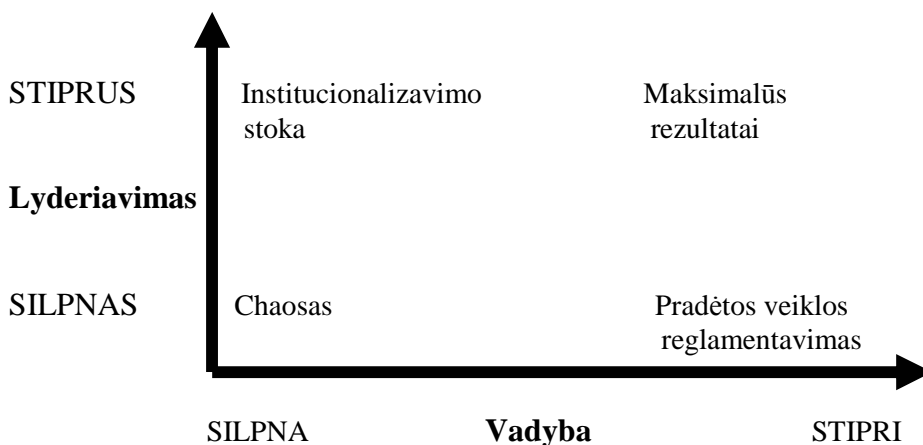 STIPRUS
Institucionalizavimo
stoka
Maksimalūs
rezultatai
Lyderiavimas
SILPNAS
Chaosas
Pradėtos veiklos
reglamentavimas
SILPNA
Vadyba
STIPRI